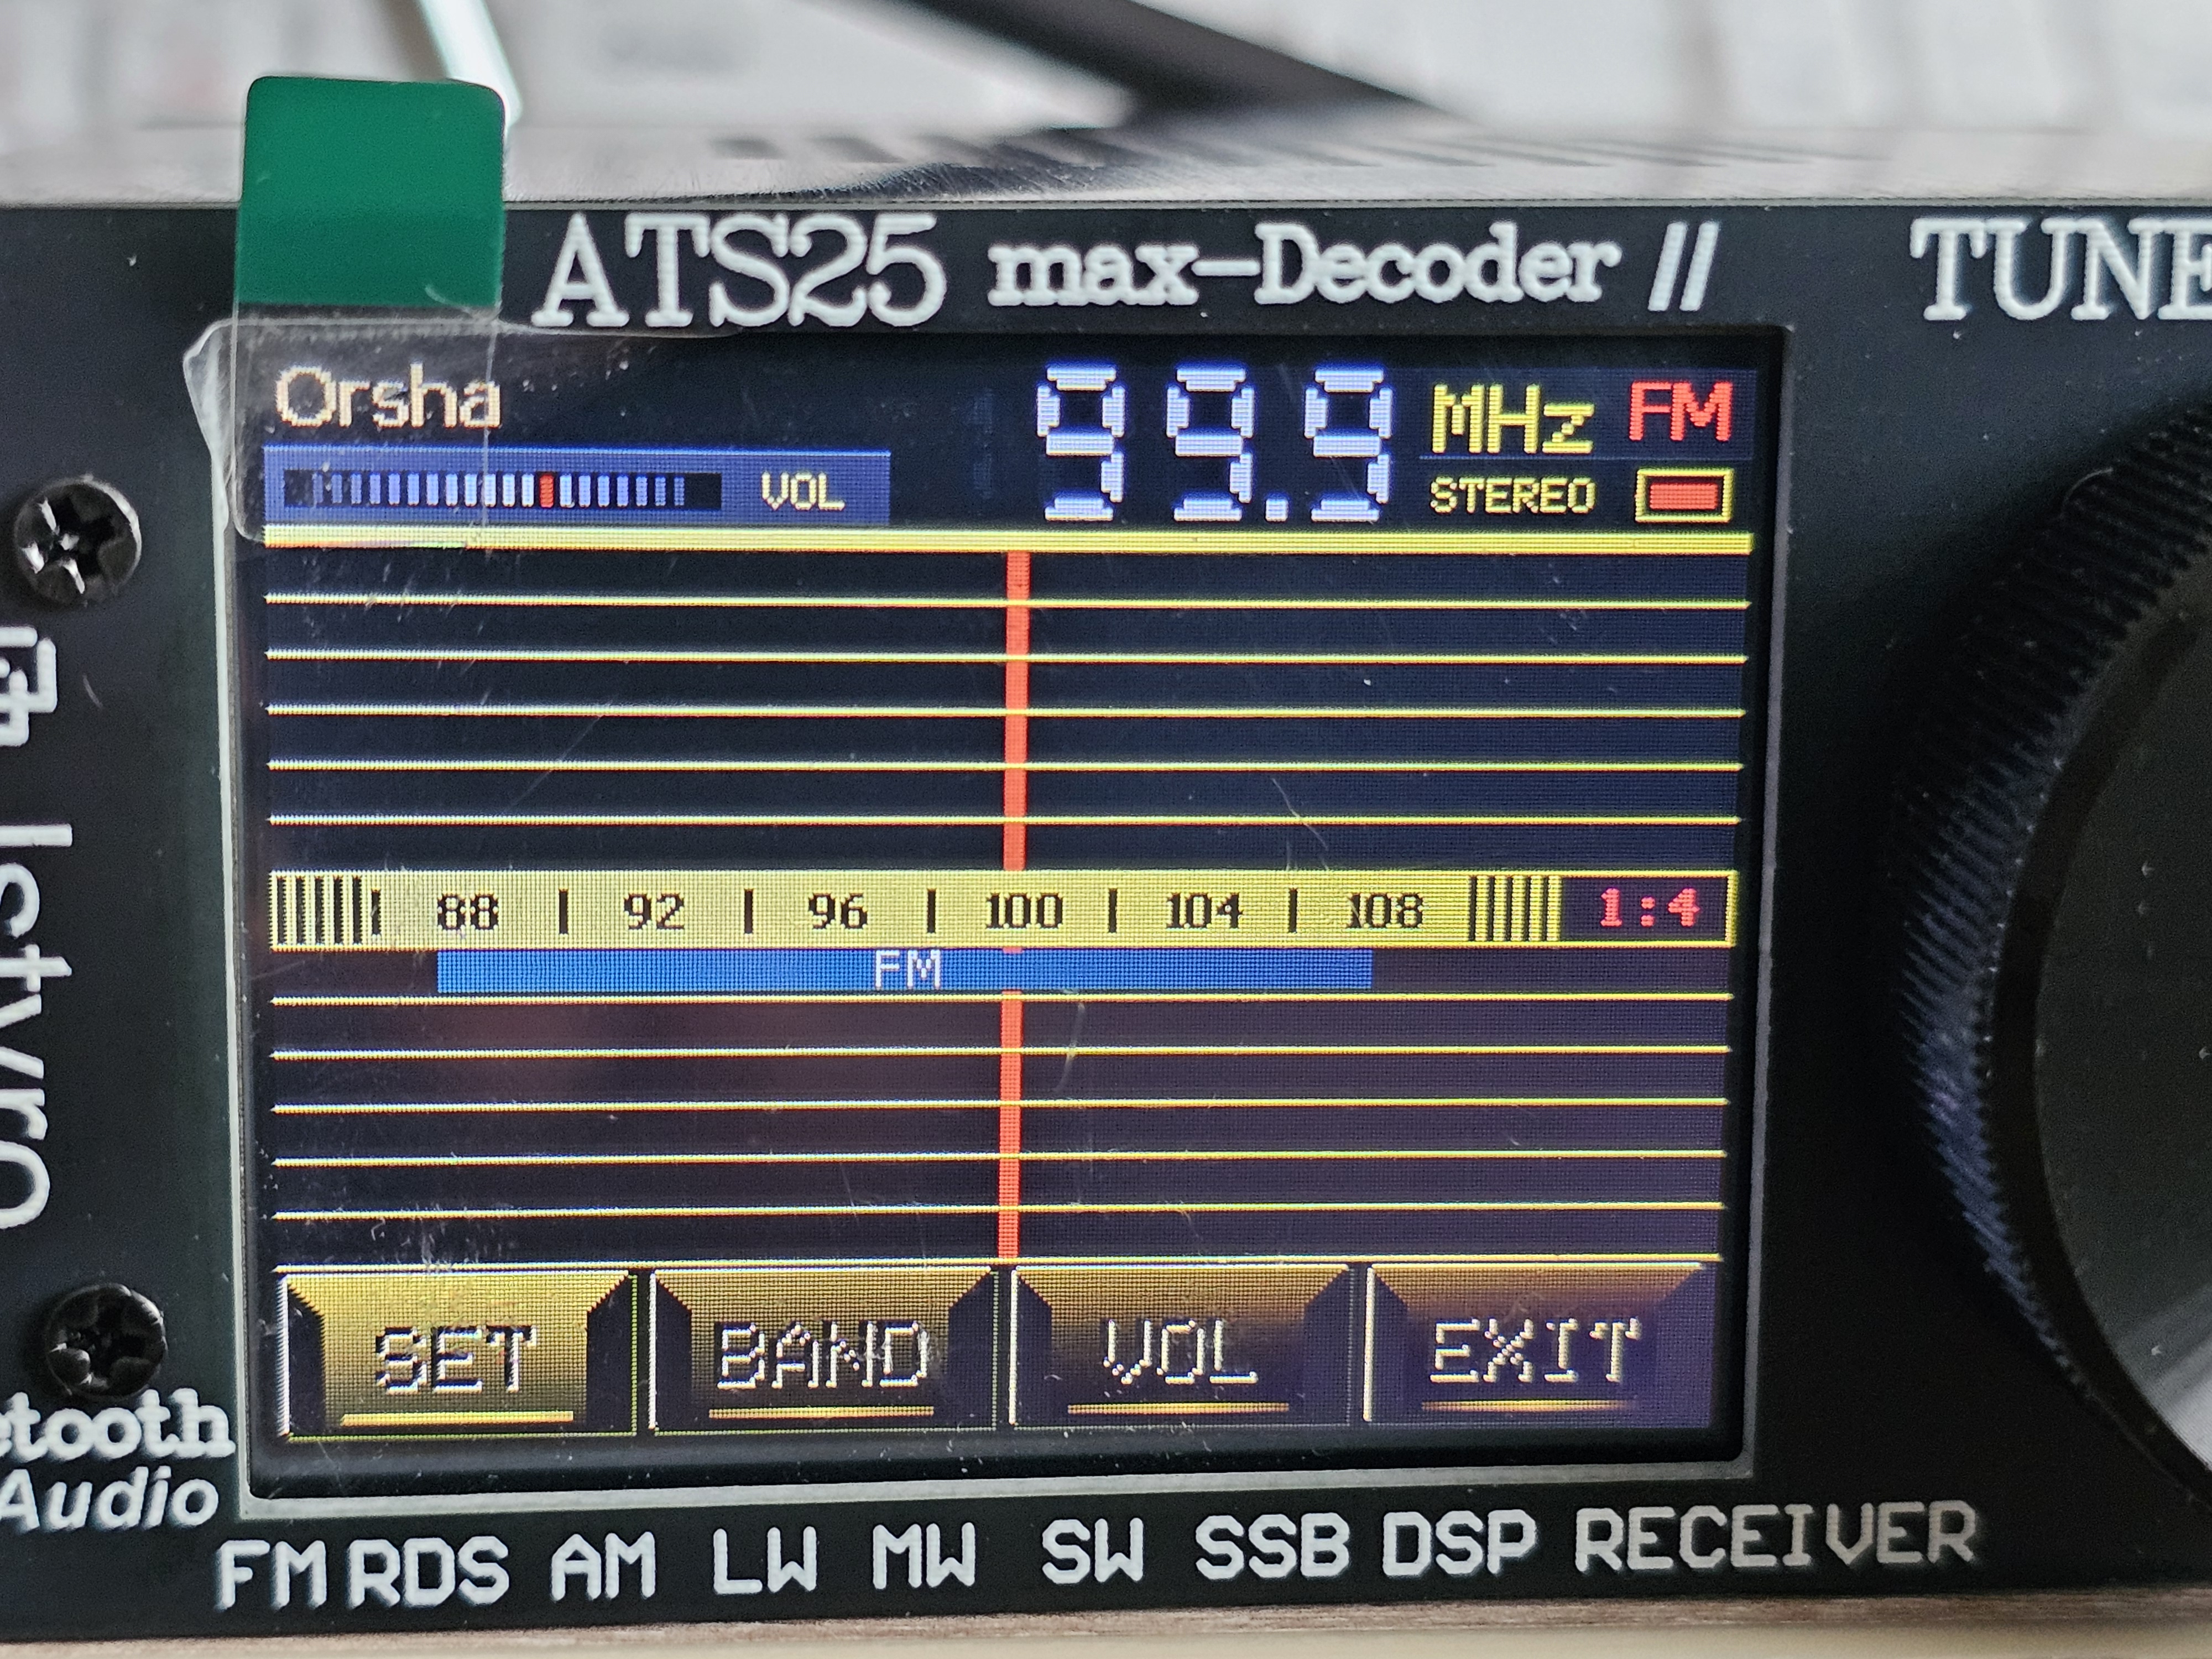 ATS25 max-Decoder //
TUNE
Orsha
99.9 MHz FM
VOL
STEREO
88 | 92 | 96 | 100 | 104 | 108
1:4
FM
SET BAND VOL EXIT
etooth
Audio
FM RDS AM LW MW SW SSB DSP RECEIVER